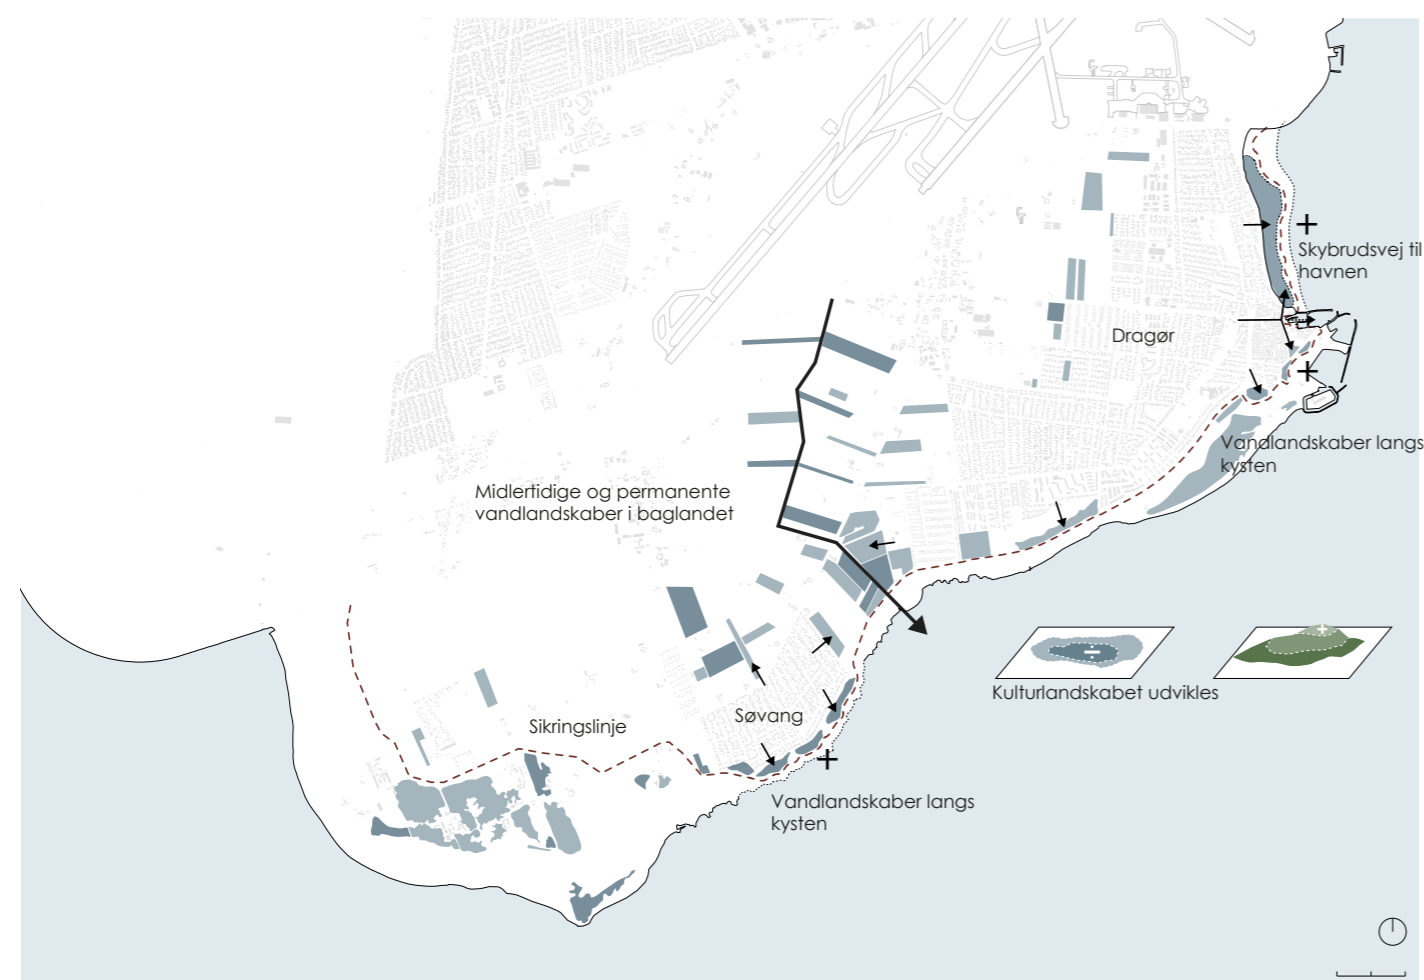 Skybrudsvej til
havnen
Dragør
Vandlandskaber langs
kysten
Midlertidige og permanente
vandlandskaber i baglandet
Kulturlandskabet udvikles
Søvang
Sikringslinje
Vandlandskaber langs
kysten